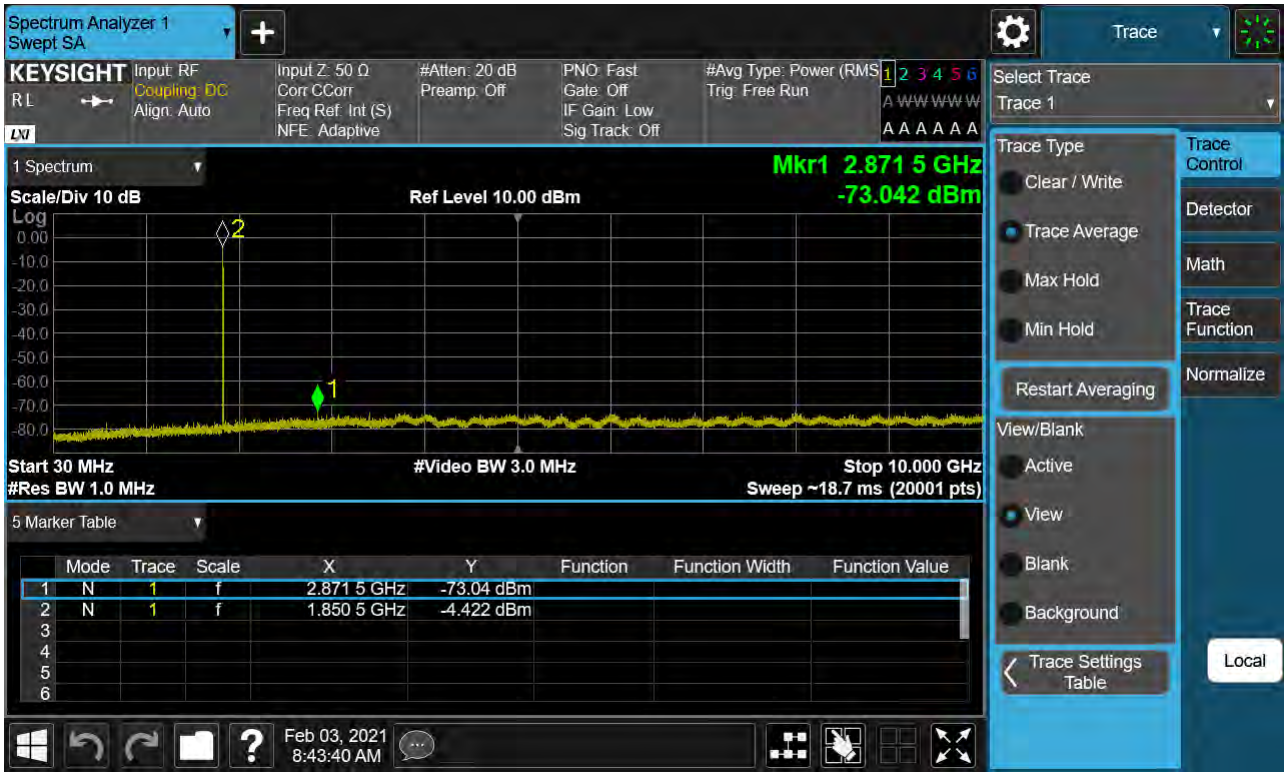 Spectrum Analyzer 1
Swept SA
+
Trace
KEYSIGHT
RL
LXI
Input: RF
Coupling: DC
Align: Auto
Input Z: 50 Ω
Corr CCorr
Freq Ref: Int (S)
NFE: Adaptive
#Atten: 20 dB
Preamp: Off
PNO: Fast
Gate: Off
IF Gain: Low
Sig Track: Off
#Avg Type: Power (RMS
Trig: Free Run
1 2 3 4 5 6
A W W W W W
A A A A A A
1 Spectrum
Mkr1 2.871 5 GHz
Scale/Div 10 dB
Ref Level 10.00 dBm
-73.042 dBm
Log
0.00
-10.0
-20.0
-30.0
-40.0
-50.0
-60.0
-70.0
-80.0
2
1
Start 30 MHz
#Video BW 3.0 MHz
Stop 10.000 GHz
#Res BW 1.0 MHz
Sweep ~18.7 ms (20001 pts)
5 Marker Table
Mode Trace Scale X Y Function Function Width Function Value
1 N 1 f 2.871 5 GHz -73.04 dBm
2 N 1 f 1.850 5 GHz -4.422 dBm
3
4
5
6
?
Feb 03, 2021
8:43:40 AM
Select Trace
Trace 1
Trace Type
Clear / Write
Trace Average
Max Hold
Min Hold
Restart Averaging
View/Blank
Active
View
Blank
Background
Trace Settings
Table
Trace
Control
Detector
Math
Trace
Function
Normalize
Local